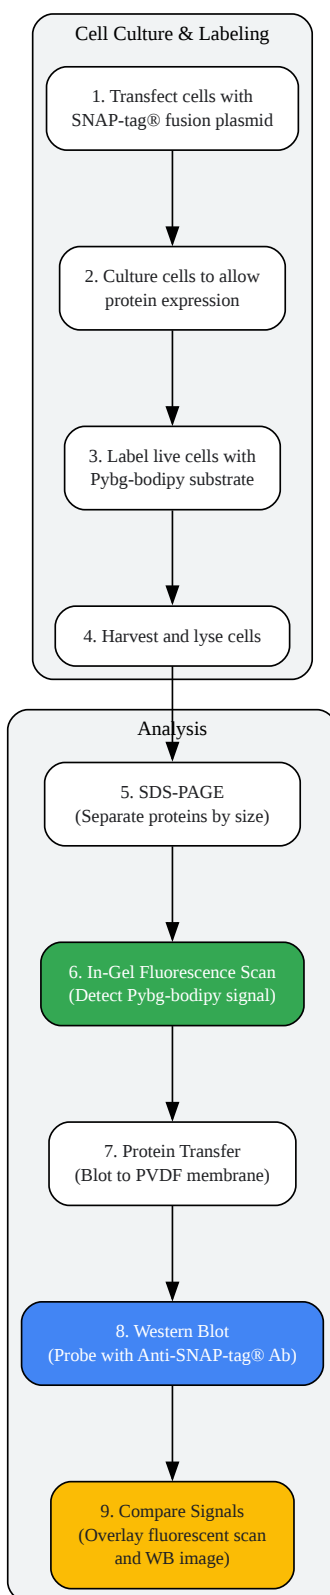 Cell Culture & Labeling
1. Transfect cells with
SNAP-tag® fusion plasmid
2. Culture cells to allow
protein expression
3. Label live cells with
Pybg-bodipy substrate
4. Harvest and lyse cells
Analysis
5. SDS-PAGE
(Separate proteins by size)
6. In-Gel Fluorescence Scan
(Detect Pybg-bodipy signal)
7. Protein Transfer
(Blot to PVDF membrane)
8. Western Blot
(Probe with Anti-SNAP-tag® Ab)
9. Compare Signals
(Overlay fluorescent scan
and WB image)